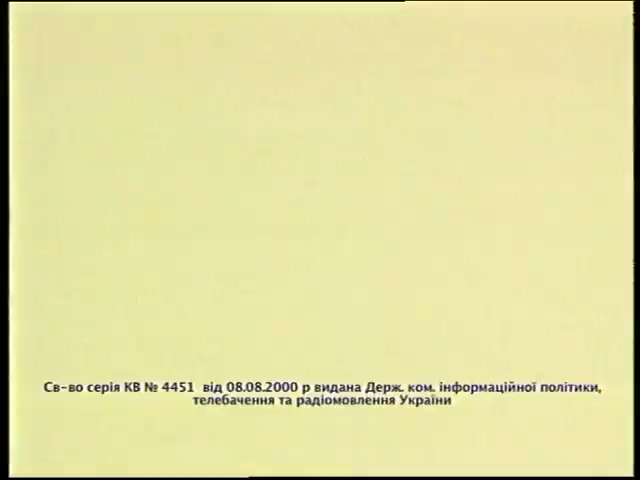 Св-во серія КВ № 4451 від 08.08.2000 р видана Держ. ком. інформаційної політики,
телебачення та радіомовлення України